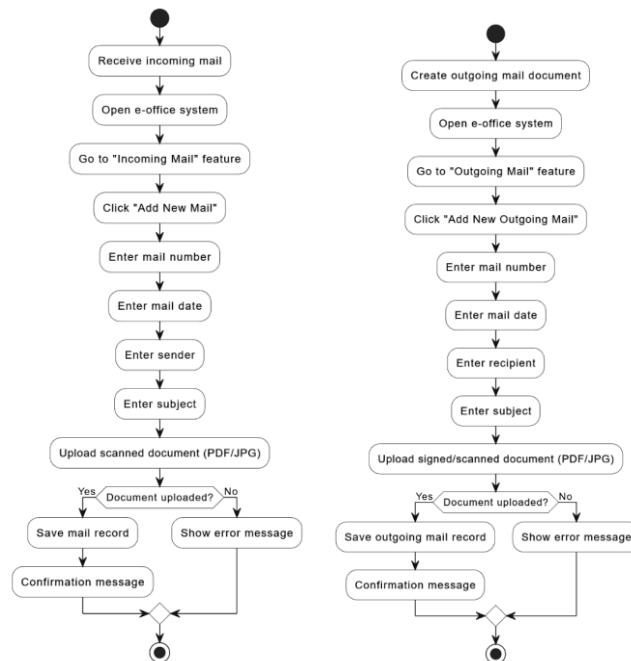 Receive incoming mail
Open e-office system
Go to "Incoming Mail" feature
Click "Add New Mail"
Enter mail number
Enter mail date
Enter sender
Enter subject
Upload scanned document (PDF/JPG)
Yes
Document uploaded?
No
Save mail record
Show error message
Confirmation message
Create outgoing mail document
Open e-office system
Go to "Outgoing Mail" feature
Click "Add New Outgoing Mail"
Enter mail number
Enter mail date
Enter recipient
Enter subject
Upload signed/scanned document (PDF/JPG)
Yes
Document uploaded?
No
Save outgoing mail record
Show error message
Confirmation message